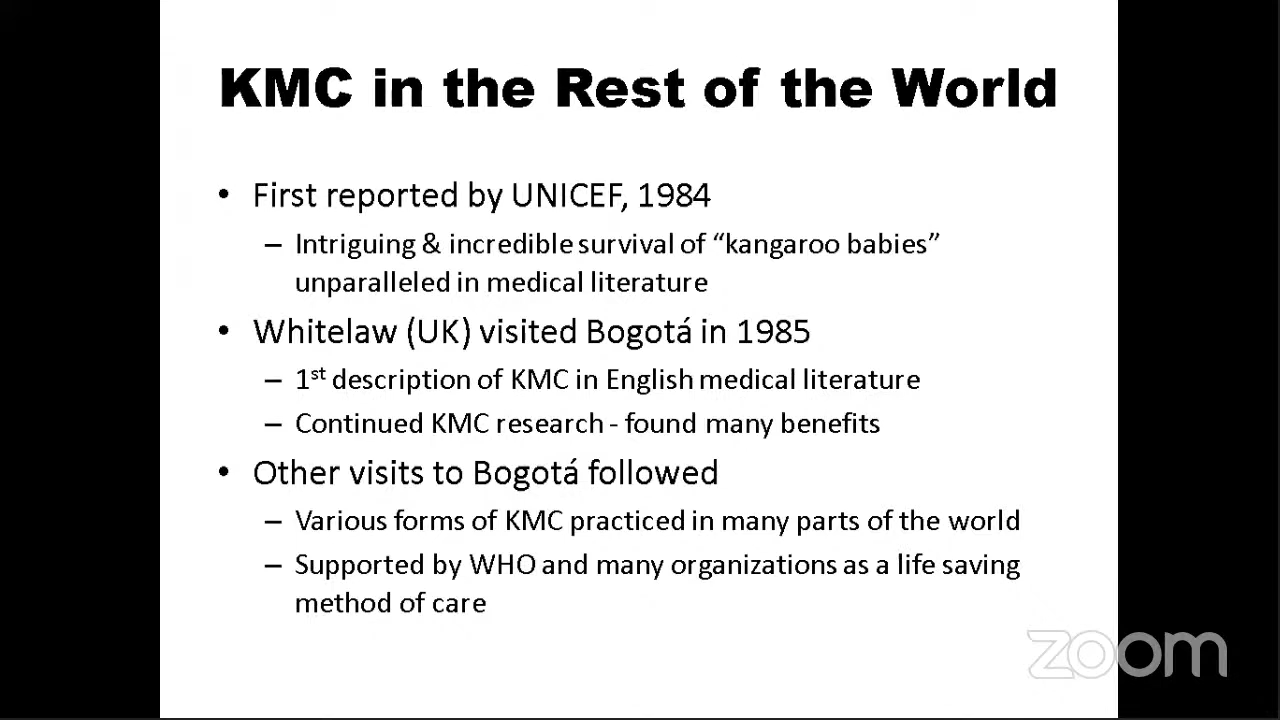 KMC in the Rest of the World
• First reported by UNICEF, 1984
– Intriguing & incredible survival of “kangaroo babies”
unparalleled in medical literature
• Whitelaw (UK) visited Bogotá in 1985
– 1st description of KMC in English medical literature
– Continued KMC research - found many benefits
• Other visits to Bogotá followed
– Various forms of KMC practiced in many parts of the world
– Supported by WHO and many organizations as a life saving
method of care
zoom